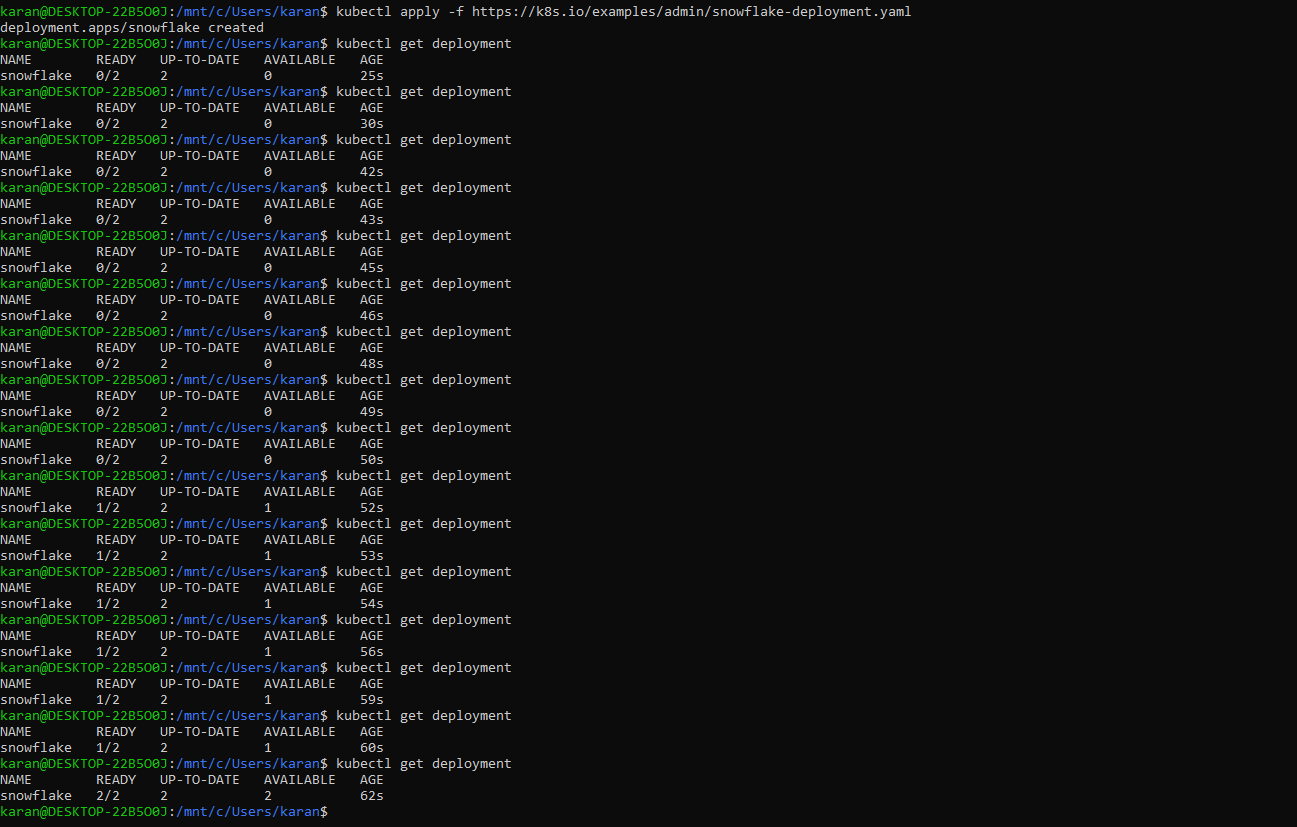 karan@DESKTOP-22B5O0J:/mnt/c/Users/karan$ kubectl apply -f https://k8s.io/examples/admin/snowflake-deployment.yaml
deployment.apps/snowflake created
karan@DESKTOP-22B5O0J:/mnt/c/Users/karan$ kubectl get deployment
NAME        READY   UP-TO-DATE   AVAILABLE   AGE
snowflake   0/2     2            0           25s
karan@DESKTOP-22B5O0J:/mnt/c/Users/karan$ kubectl get deployment
NAME        READY   UP-TO-DATE   AVAILABLE   AGE
snowflake   0/2     2            0           30s
karan@DESKTOP-22B5O0J:/mnt/c/Users/karan$ kubectl get deployment
NAME        READY   UP-TO-DATE   AVAILABLE   AGE
snowflake   0/2     2            0           42s
karan@DESKTOP-22B5O0J:/mnt/c/Users/karan$ kubectl get deployment
NAME        READY   UP-TO-DATE   AVAILABLE   AGE
snowflake   0/2     2            0           43s
karan@DESKTOP-22B5O0J:/mnt/c/Users/karan$ kubectl get deployment
NAME        READY   UP-TO-DATE   AVAILABLE   AGE
snowflake   0/2     2            0           45s
karan@DESKTOP-22B5O0J:/mnt/c/Users/karan$ kubectl get deployment
NAME        READY   UP-TO-DATE   AVAILABLE   AGE
snowflake   0/2     2            0           46s
karan@DESKTOP-22B5O0J:/mnt/c/Users/karan$ kubectl get deployment
NAME        READY   UP-TO-DATE   AVAILABLE   AGE
snowflake   0/2     2            0           48s
karan@DESKTOP-22B5O0J:/mnt/c/Users/karan$ kubectl get deployment
NAME        READY   UP-TO-DATE   AVAILABLE   AGE
snowflake   0/2     2            0           49s
karan@DESKTOP-22B5O0J:/mnt/c/Users/karan$ kubectl get deployment
NAME        READY   UP-TO-DATE   AVAILABLE   AGE
snowflake   0/2     2            0           50s
karan@DESKTOP-22B5O0J:/mnt/c/Users/karan$ kubectl get deployment
NAME        READY   UP-TO-DATE   AVAILABLE   AGE
snowflake   1/2     2            1           52s
karan@DESKTOP-22B5O0J:/mnt/c/Users/karan$ kubectl get deployment
NAME        READY   UP-TO-DATE   AVAILABLE   AGE
snowflake   1/2     2            1           53s
karan@DESKTOP-22B5O0J:/mnt/c/Users/karan$ kubectl get deployment
NAME        READY   UP-TO-DATE   AVAILABLE   AGE
snowflake   1/2     2            1           54s
karan@DESKTOP-22B5O0J:/mnt/c/Users/karan$ kubectl get deployment
NAME        READY   UP-TO-DATE   AVAILABLE   AGE
snowflake   1/2     2            1           56s
karan@DESKTOP-22B5O0J:/mnt/c/Users/karan$ kubectl get deployment
NAME        READY   UP-TO-DATE   AVAILABLE   AGE
snowflake   1/2     2            1           59s
karan@DESKTOP-22B5O0J:/mnt/c/Users/karan$ kubectl get deployment
NAME        READY   UP-TO-DATE   AVAILABLE   AGE
snowflake   1/2     2            1           60s
karan@DESKTOP-22B5O0J:/mnt/c/Users/karan$ kubectl get deployment
NAME        READY   UP-TO-DATE   AVAILABLE   AGE
snowflake   2/2     2            2           62s
karan@DESKTOP-22B5O0J:/mnt/c/Users/karan$